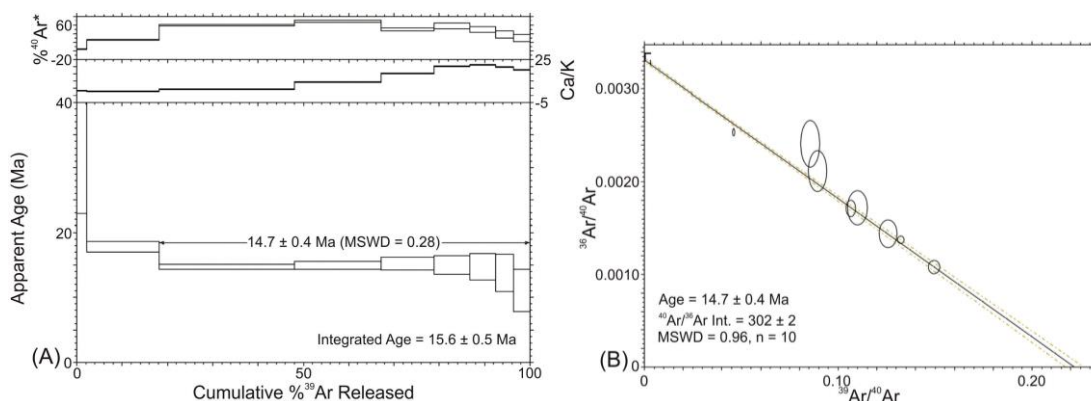 % ⁴⁰Ar*
60
-20
25
-5
Ca/K
40
20
0
Apparent Age (Ma)
14.7 ± 0.4 Ma (MSWD = 0.28)
Integrated Age = 15.6 ± 0.5 Ma
(A)
0 50 100
Cumulative %³⁹Ar Released
0.0030
0.0020
0.0010
0
³⁶Ar/⁴⁰Ar
Age = 14.7 ± 0.4 Ma
⁴⁰Ar/³⁶Ar Int. = 302 ± 2
MSWD = 0.96, n = 10
(B)
0 0.10 0.20
³⁹Ar/⁴⁰Ar